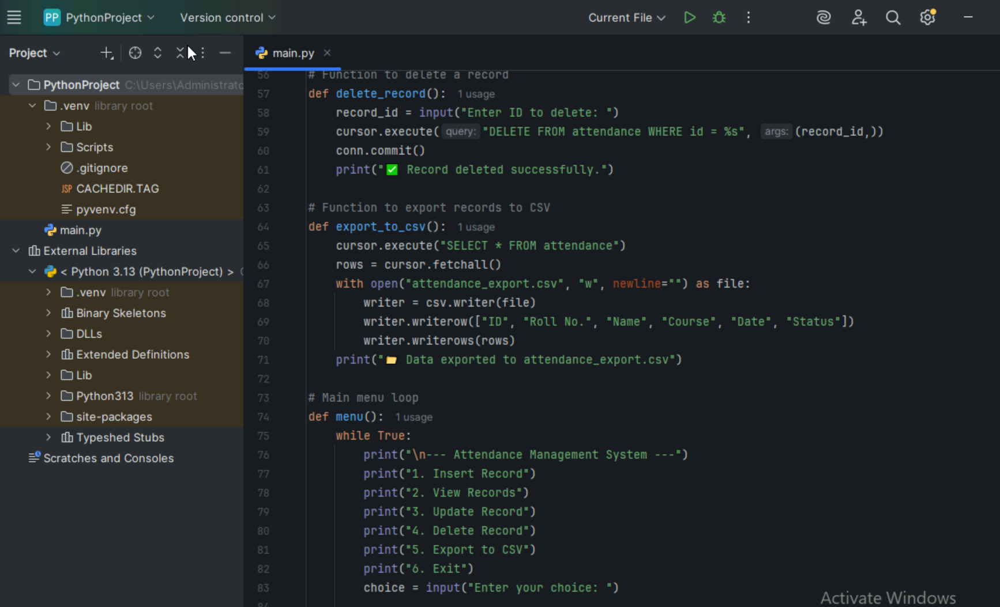 PP PythonProject Version control Current File
Project
main.py
PythonProject C:\Users\Administrato
.venv library root
Lib
Scripts
.gitignore
JSP CACHEDIR.TAG
pyvenv.cfg
main.py
External Libraries
< Python 3.13 (PythonProject) >
.venv library root
Binary Skeletons
DLLs
Extended Definitions
Lib
Python313 library root
site-packages
Typeshed Stubs
Scratches and Consoles
56 # Function to delete a record
57 def delete_record(): 1 usage
58 record_id = input("Enter ID to delete: ")
59 cursor.execute( query: "DELETE FROM attendance WHERE id = %s", args: (record_id,))
60 conn.commit()
61 print("✅ Record deleted successfully.")
62
63 # Function to export records to CSV
64 def export_to_csv(): 1 usage
65 cursor.execute("SELECT * FROM attendance")
66 rows = cursor.fetchall()
67 with open("attendance_export.csv", "w", newline="") as file:
68 writer = csv.writer(file)
69 writer.writerow(["ID", "Roll No.", "Name", "Course", "Date", "Status"])
70 writer.writerows(rows)
71 print("📂 Data exported to attendance_export.csv")
72
73 # Main menu loop
74 def menu(): 1 usage
75 while True:
76 print("\n--- Attendance Management System ---")
77 print("1. Insert Record")
78 print("2. View Records")
79 print("3. Update Record")
80 print("4. Delete Record")
81 print("5. Export to CSV")
82 print("6. Exit")
83 choice = input("Enter your choice: ")
Activate Windows